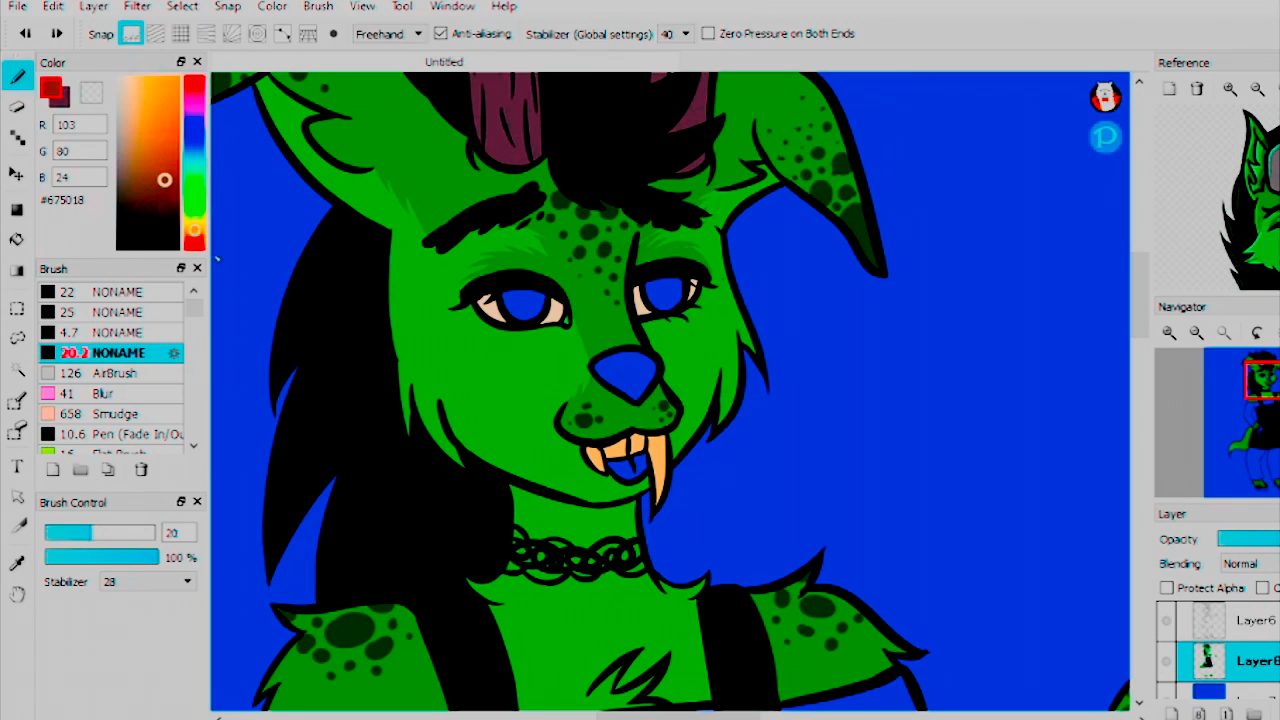 File Edit Layer Filter Select Snap Color Brush View Tool Window Help
Snap Freehand Anti-aliasing Stabilizer (Global settings) 40 Zero Pressure on Both Ends
Color
Untitled
Reference
R 103
G 80
B 24
#675018
P
Brush
22 NONAME
25 NONAME
4.7 NONAME
20.2 NONAME
126 AirBrush
41 Blur
658 Smudge
10.6 Pen (Fade In/Ou
Navigator
Brush Control
20
100 %
Stabilizer 28
Layer
Opacity
Blending Normal
Protect Alpha
Layer6
Layer8